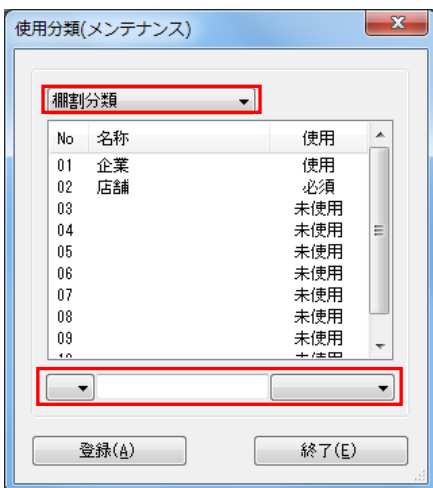 使用分類(メンテナンス)
棚割分類
No 名称 使用
01 企業 使用
02 店舗 必須
03 未使用
04 未使用
05 未使用
06 未使用
07 未使用
08 未使用
09 未使用
登録(A) 終了(E)